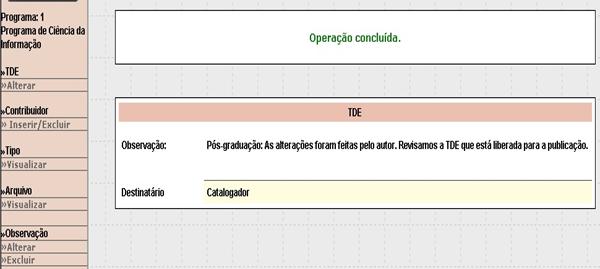 Programa: 1
Programa de Ciência da
Informação
»TDE
»Alterar
»Contribuidor
» Inserir/Excluir
»Tipo
»Visualizar
»Arquivo
»Visualizar
»Observação
»Alterar
»Excluir
Operação concluída.
TDE
Observação: Pós-graduação: As alterações foram feitas pelo autor. Revisamos a TDE que está liberada para a publicação.
Destinatário Catalogador